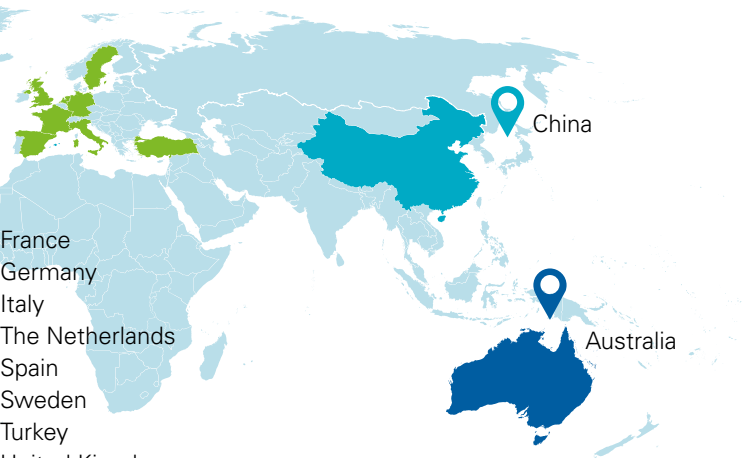 China
France
Germany
Italy
The Netherlands
Australia
Spain
Sweden
Turkey